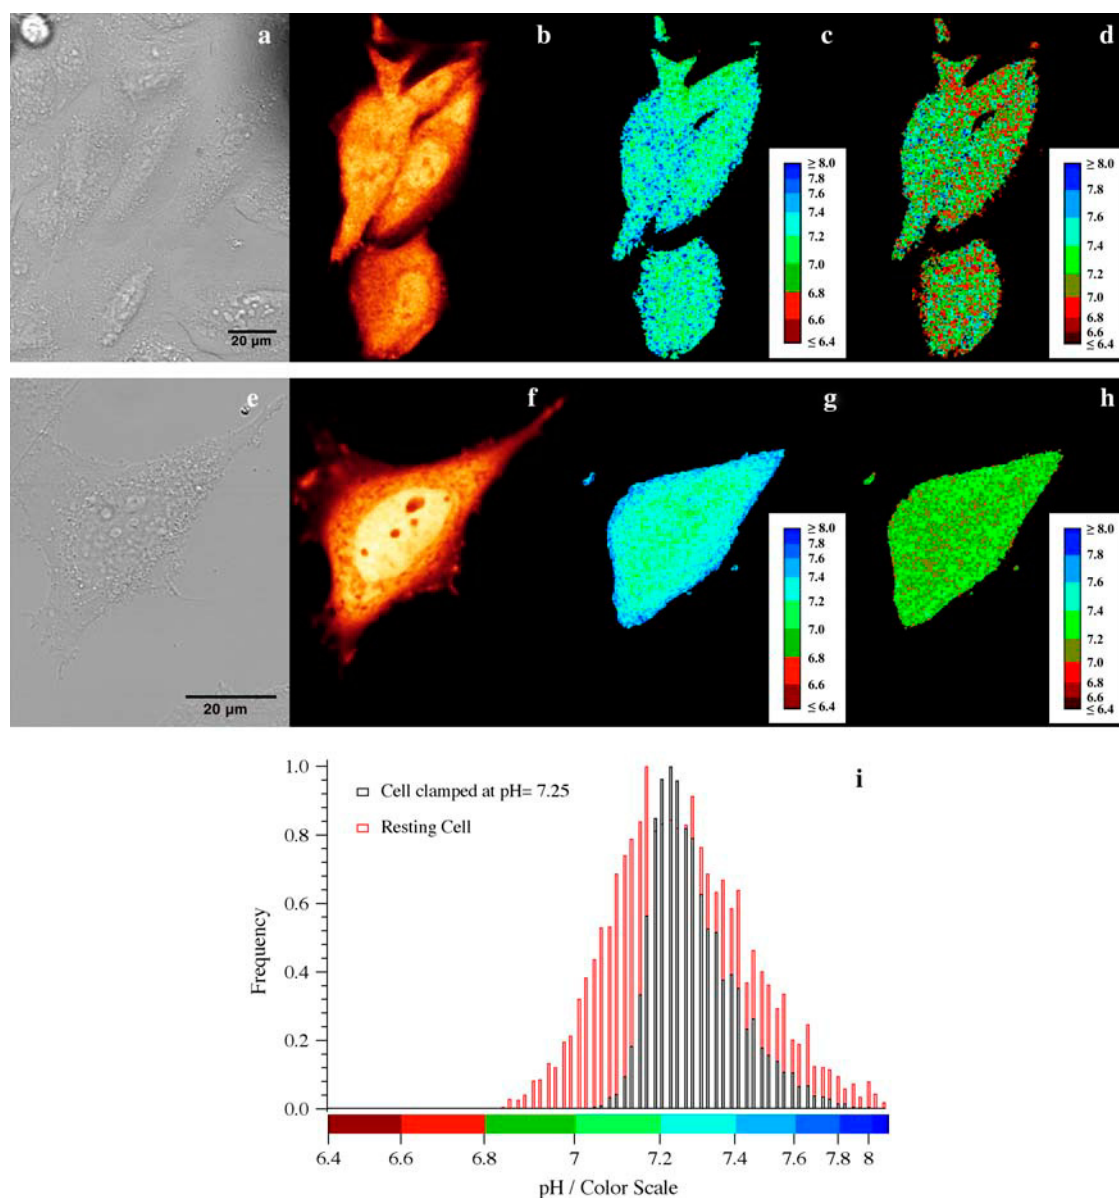 a
b
c
d
≥ 8.0
7.8
7.6
7.4
7.2
7.0
6.8
6.6
≤ 6.4
≥ 8.0
7.8
7.6
7.4
7.2
7.0
6.8
6.6
≤ 6.4
20 µm
e
f
g
h
≥ 8.0
7.8
7.6
7.4
7.2
7.0
6.8
6.6
≤ 6.4
≥ 8.0
7.8
7.6
7.4
7.2
7.0
6.8
6.6
≤ 6.4
20 µm
i
Cell clamped at pH= 7.25
Resting Cell
Frequency
1.0
0.8
0.6
0.4
0.2
0.0
6.4 6.6 6.8 7 7.2 7.4 7.6 7.8 8
pH / Color Scale